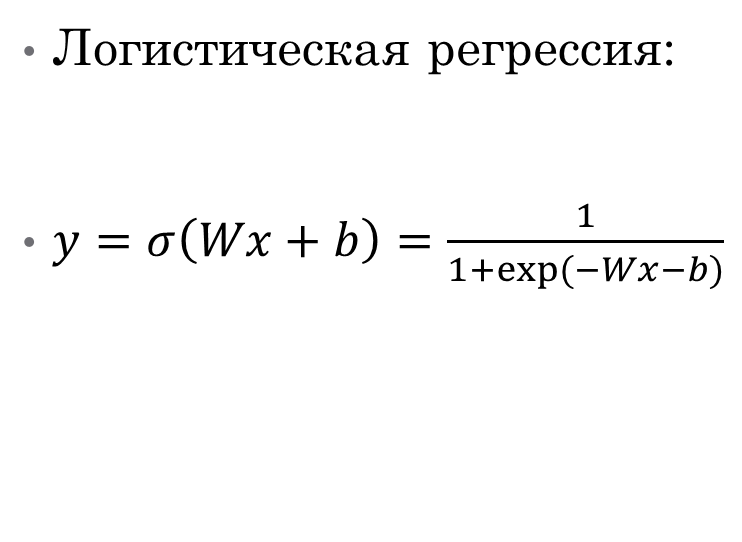 • Логистическая регрессия:
• y = σ(Wx + b) = 1 / 1+exp(−Wx−b)